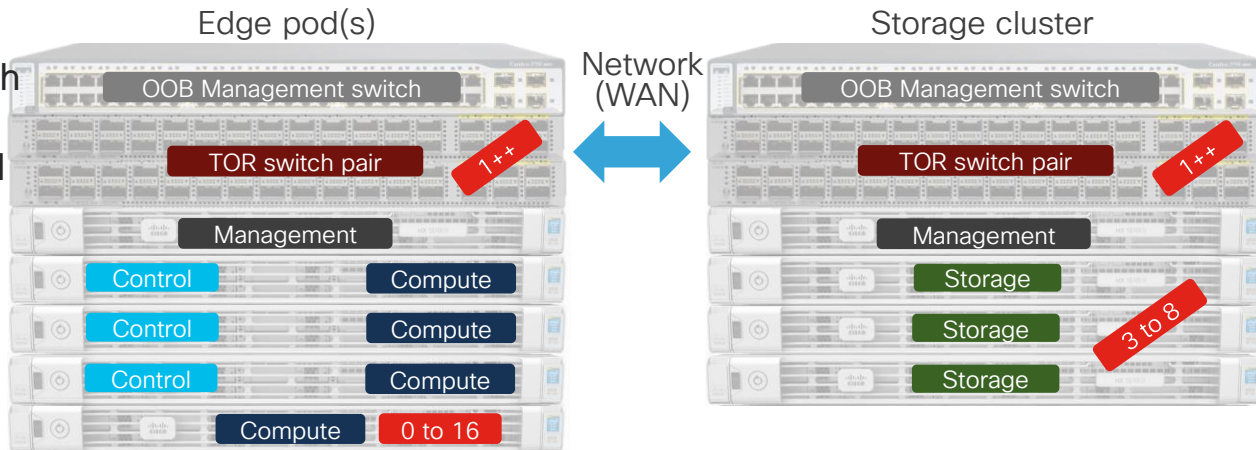 Edge pod(s)
Storage cluster
h
l
OOB Management switch
TOR switch pair
1++
Management
Control
Compute
Control
Compute
Control
Compute
Compute
0 to 16
Network
(WAN)
OOB Management switch
TOR switch pair
1++
Management
Storage
Storage
3 to 8
Storage